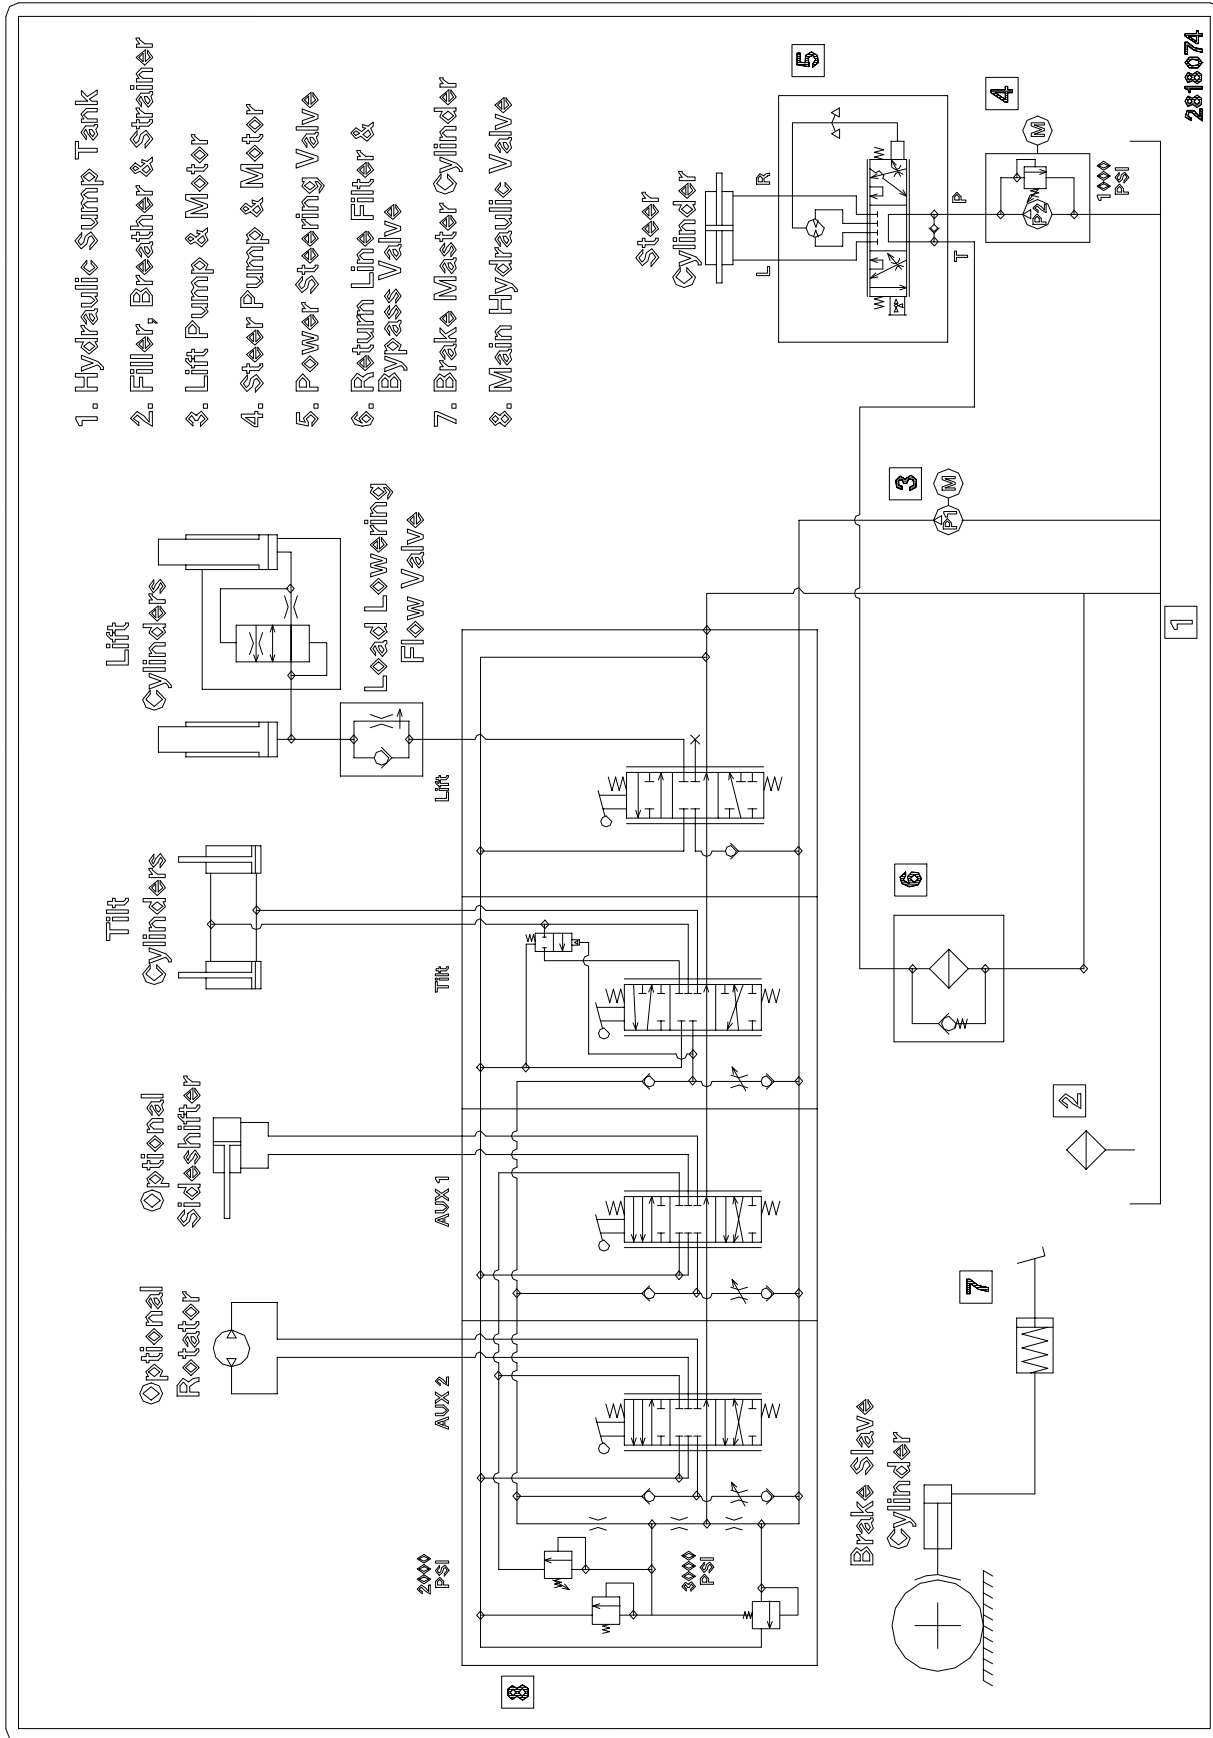 1. Hydraulic Sump Tank
2. Filler, Breather & Strainer
3. Lift Pump & Motor
4. Steer Pump & Motor
5. Power Steering Valve
6. Return Line Filter &
Bypass Valve
7. Brake Master Cylinder
8. Main Hydraulic Valve
Optional
Rotator
Optional
Sideshifter
Tilt
Cylinders
Lift
Cylinders
Load Lowering
Flow Valve
Steer
Cylinder
L
R
5
T
P
4
M
P2
1000
PSI
2000
PSI
AUX 2
AUX 1
Tilt
Lift
3000
PSI
8
3
M
P1
Brake Slave
Cylinder
7
6
2
1
2818074